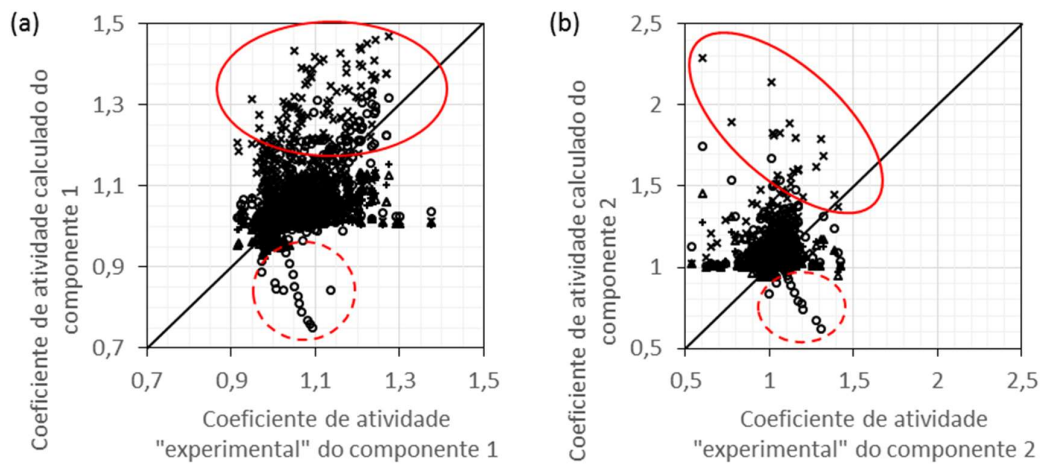 (a)
Coeficiente de atividade calculado do
componente 1
1,5
1,3
1,1
0,9
0,7
0,7 0,9 1,1 1,3 1,5
Coeficiente de atividade
"experimental" do componente 1
(b)
Coeficiente de atividade calculado do
componente 2
2,5
2
1,5
1
0,5
0,5 1 1,5 2 2,5
Coeficiente de atividade
"experimental" do componente 2